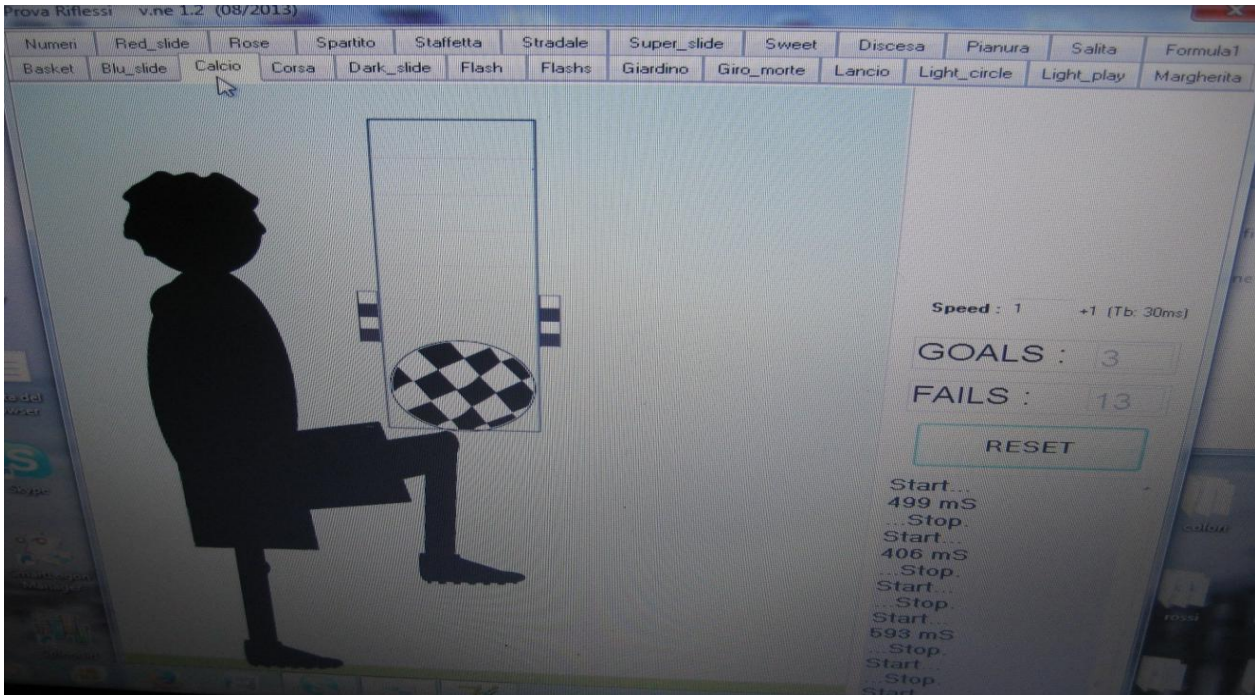 Prova Riflessi v.ne 1.2 (08/2013)
Numeri Red_slide Rose Spartito Staffetta Stradale Super_slide Sweet Discesa Pianura Salita Formula1
Basket Blu_slide Calcio Corsa Dark_slide Flash Flashs Giardino Giro_morte Lancio Light_circle Light_play Margherita
Speed : 1 +1 (Tb: 30ms)
GOALS : 3
FAILS : 13
RESET
Start...
499 mS
...Stop.
Start...
406 mS
...Stop.
Start...
...Stop.
Start...
593 mS
...Stop.
Start...
...Stop.
Start...
Skype
rossi